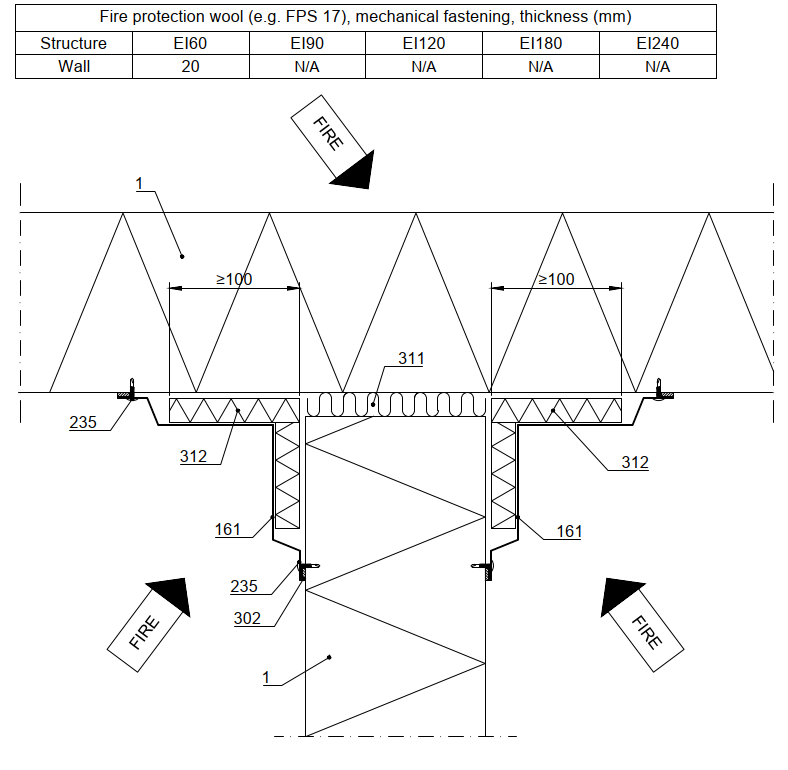 Fire protection wool (e.g. FPS 17), mechanical fastening, thickness (mm)
Structure EI60 EI90 EI120 EI180 EI240
Wall 20 N/A N/A N/A N/A
FIRE
1
≥100 ≥100
311
235
312 312
161 161
235
302
FIRE FIRE
1